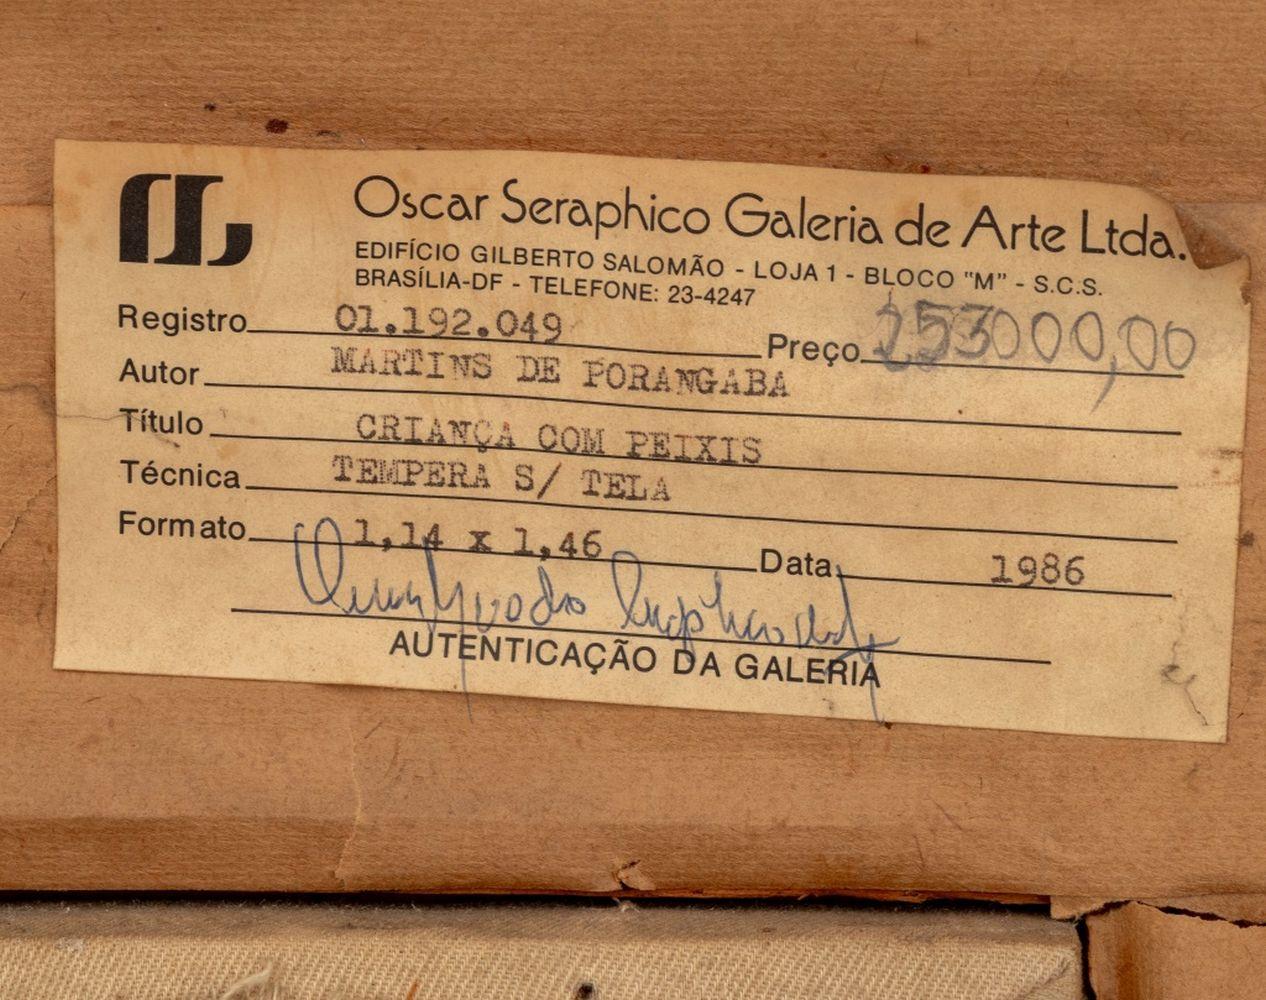 Oscar Seraphico Galeria de Arte Ltda.
EDIFÍCIO GILBERTO SALOMÃO - LOJA 1 - BLOCO "M" - S.C.S.
BRASÍLIA-DF - TELEFONE: 23-4247
Registro 01.192.049 Preço 253000,00
Autor MARTINS DE PORANGABA
Título CRIANÇA COM PEIXIS
Técnica TEMPERA S/ TELA
Formato 1,14 x 1,46 Data 1986
AUTENTICAÇÃO DA GALERIA